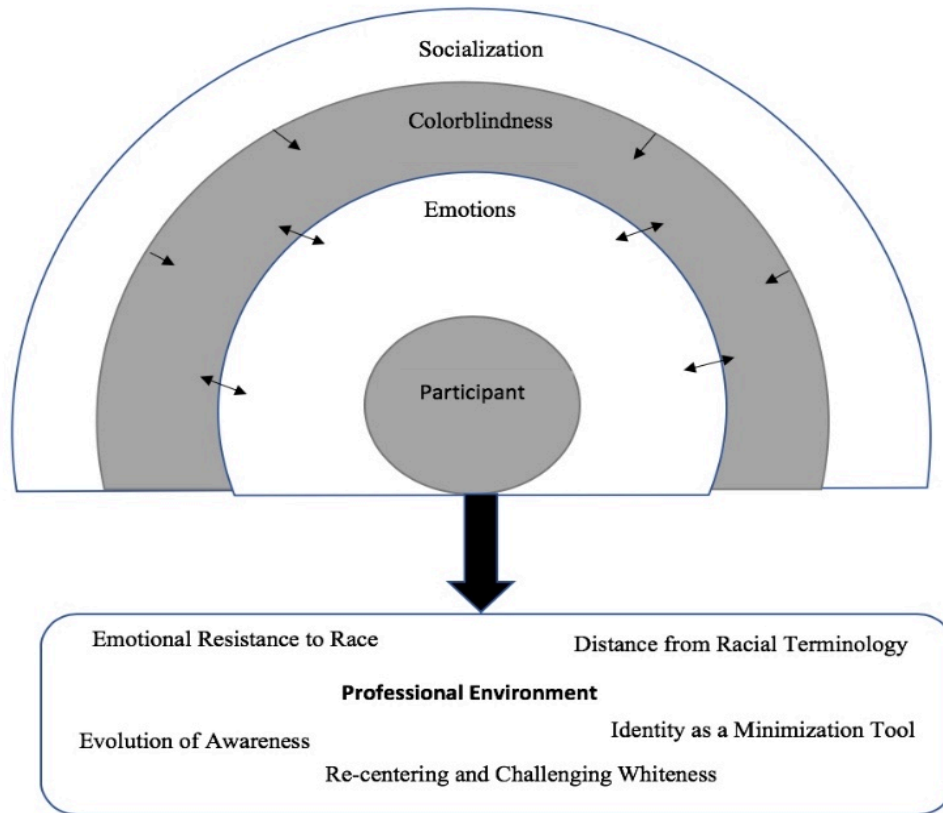 Socialization
Colorblindness
Emotions
Participant
Emotional Resistance to Race
Distance from Racial Terminology
Professional Environment
Identity as a Minimization Tool
Evolution of Awareness
Re-centering and Challenging Whiteness